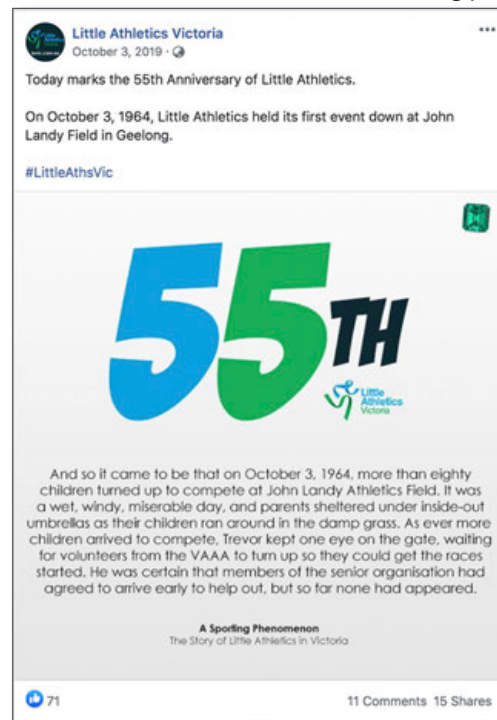 Little Athletics Victoria
October 3, 2019 ·
Today marks the 55th Anniversary of Little Athletics.
On October 3, 1964, Little Athletics held its first event down at John
Landy Field in Geelong.
#LittleAthsVic
55TH
Little
Athletics
Victoria
And so it came to be that on October 3, 1964, more than eighty
children turned up to compete at John Landy Athletics Field. It was
a wet, windy, miserable day, and parents sheltered under inside-out
umbrellas as their children ran around in the damp grass. As ever more
children arrived to compete, Trevor kept one eye on the gate, waiting
for volunteers from the VAAA to turn up so they could get the races
started. He was certain that members of the senior organisation had
agreed to arrive early to help out, but so far none had appeared.
A Sporting Phenomenon
The Story of Little Athletics in Victoria
71
11 Comments 15 Shares